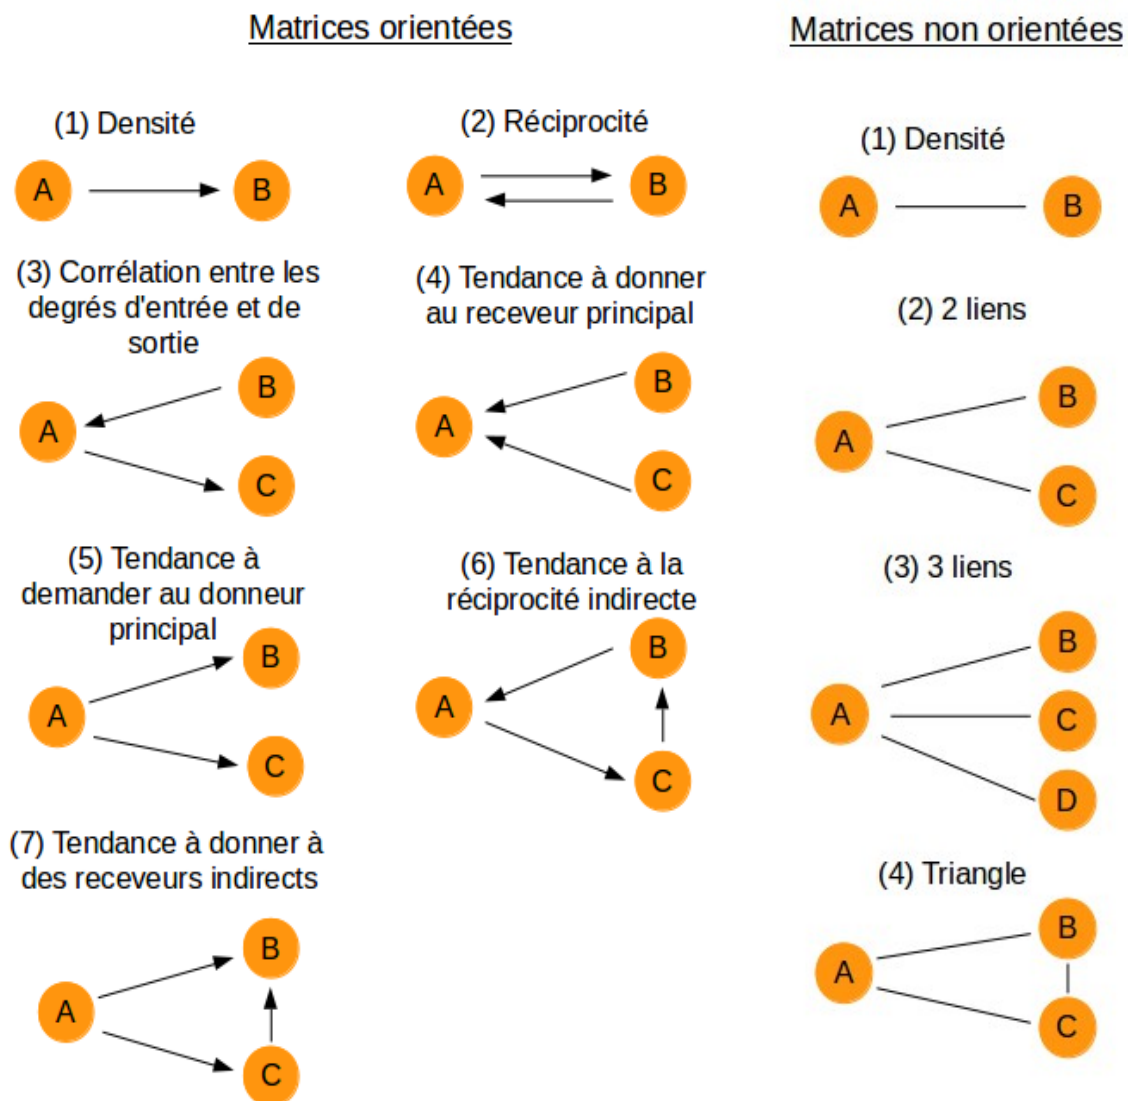 Matrices orientées
Matrices non orientées
(1) Densité
A
B
(2) Réciprocité
A
B
(3) Corrélation entre les
degrés d'entrée et de
sortie
B
A
C
(4) Tendance à donner
au receveur principal
B
A
C
(5) Tendance à
demander au donneur
principal
B
A
C
(6) Tendance à la
réciprocité indirecte
B
A
C
(7) Tendance à donner à
des receveurs indirects
B
A
C
(1) Densité
A
B
(2) 2 liens
B
A
C
(3) 3 liens
B
A
C
D
(4) Triangle
B
A
C